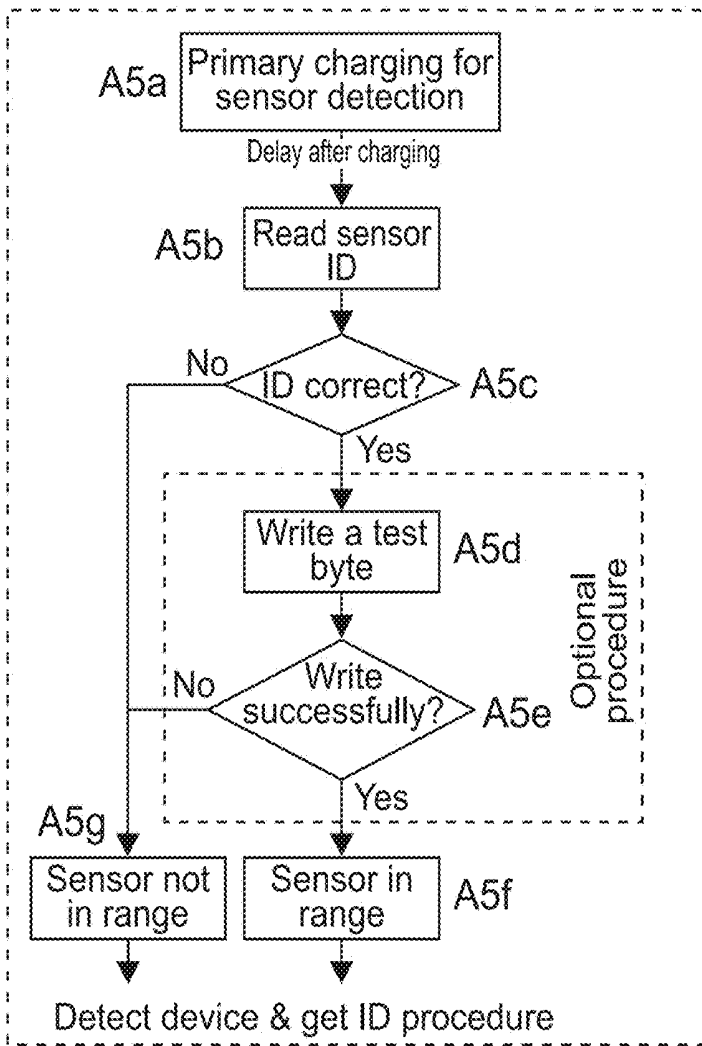 A5a
Primary charging for
sensor detection
Delay after charging
A5b
Read sensor
ID
No
ID correct?
A5c
Yes
Write a test
byte
A5d
Optional
procedure
No
Write
successfully?
A5e
Yes
A5g
Sensor not
in range
Sensor in
range
A5f
Detect device & get ID procedure